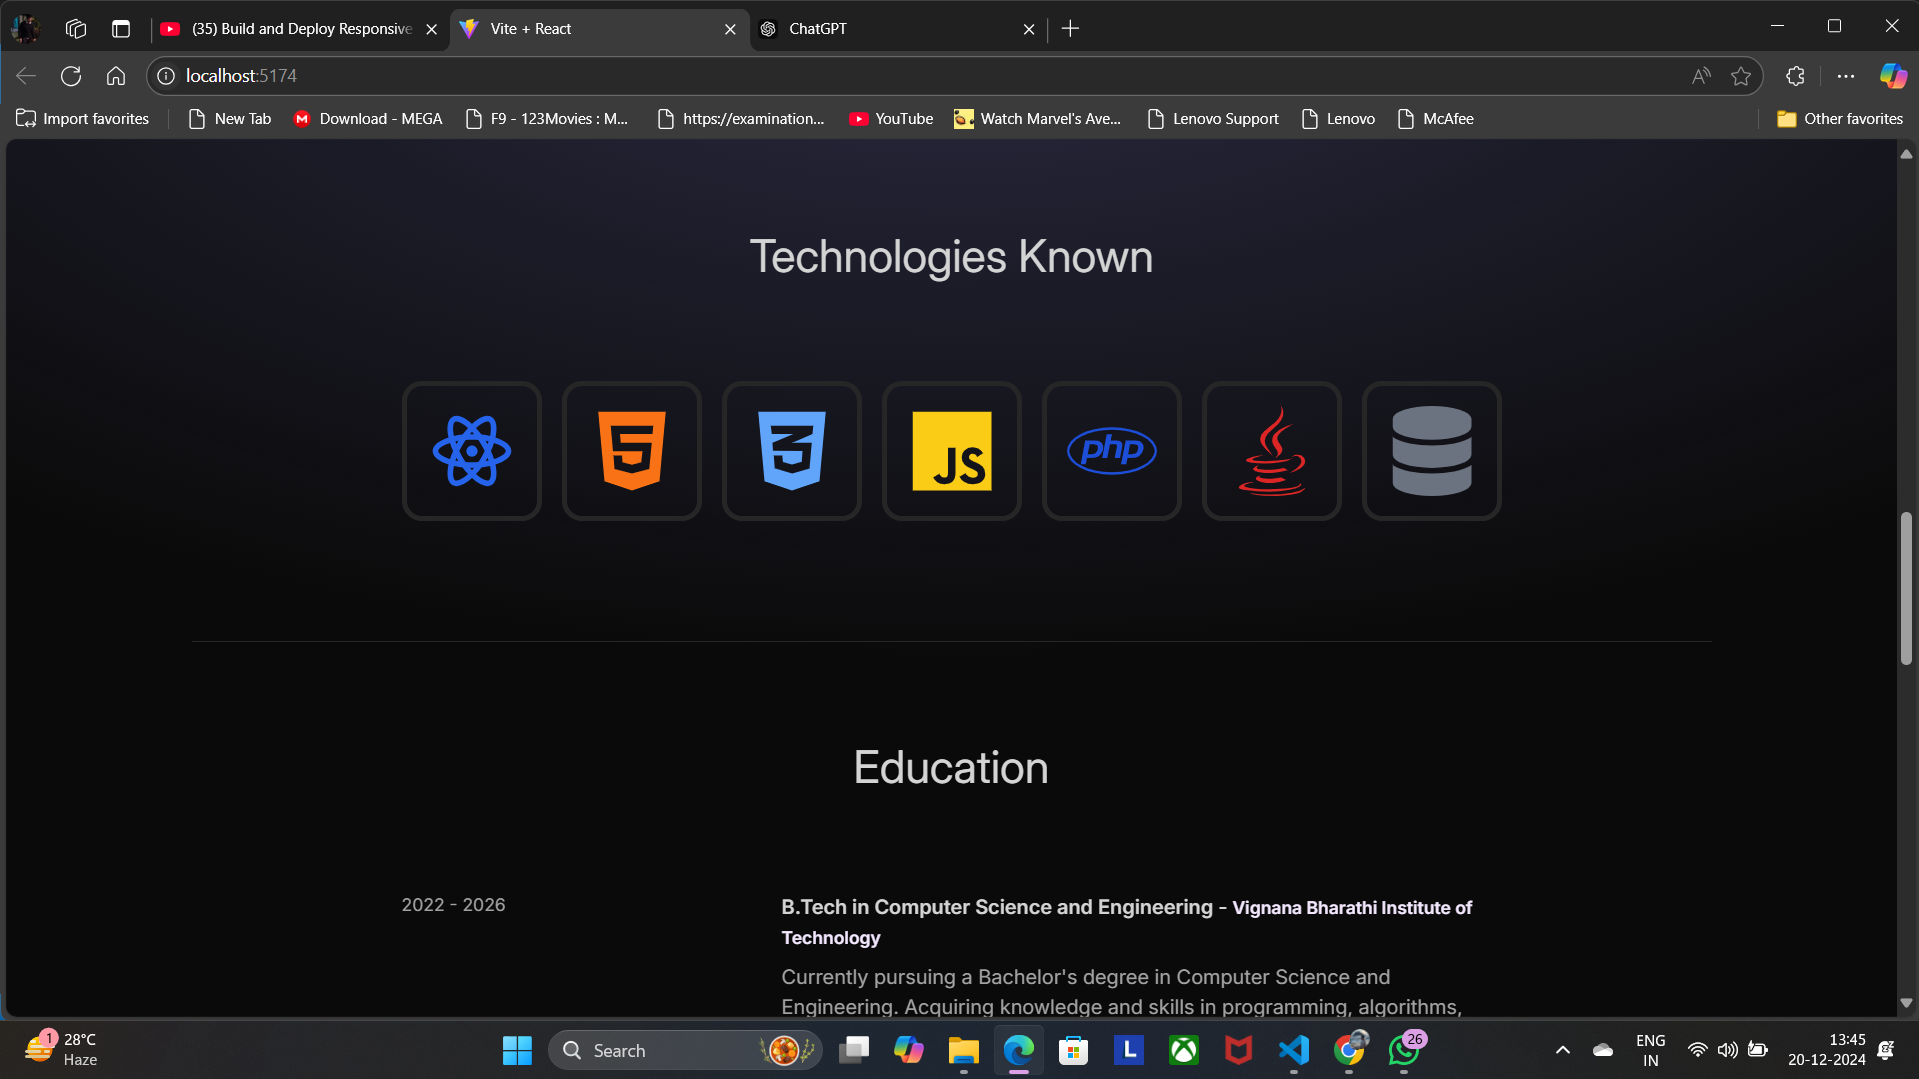 (35) Build and Deploy Responsive
Vite + React
ChatGPT
localhost:5174
Import favorites
New Tab
Download - MEGA
F9 - 123Movies : M...
https://examination...
YouTube
Watch Marvel's Ave...
Lenovo Support
Lenovo
McAfee
Other favorites
Technologies Known
JS
php
Education
2022 - 2026
B.Tech in Computer Science and Engineering - Vignana Bharathi Institute of
Technology
Currently pursuing a Bachelor's degree in Computer Science and
Engineering. Acquiring knowledge and skills in programming, algorithms,
1
28°C
Haze
Search
L
26
ENG
IN
13:45
20-12-2024